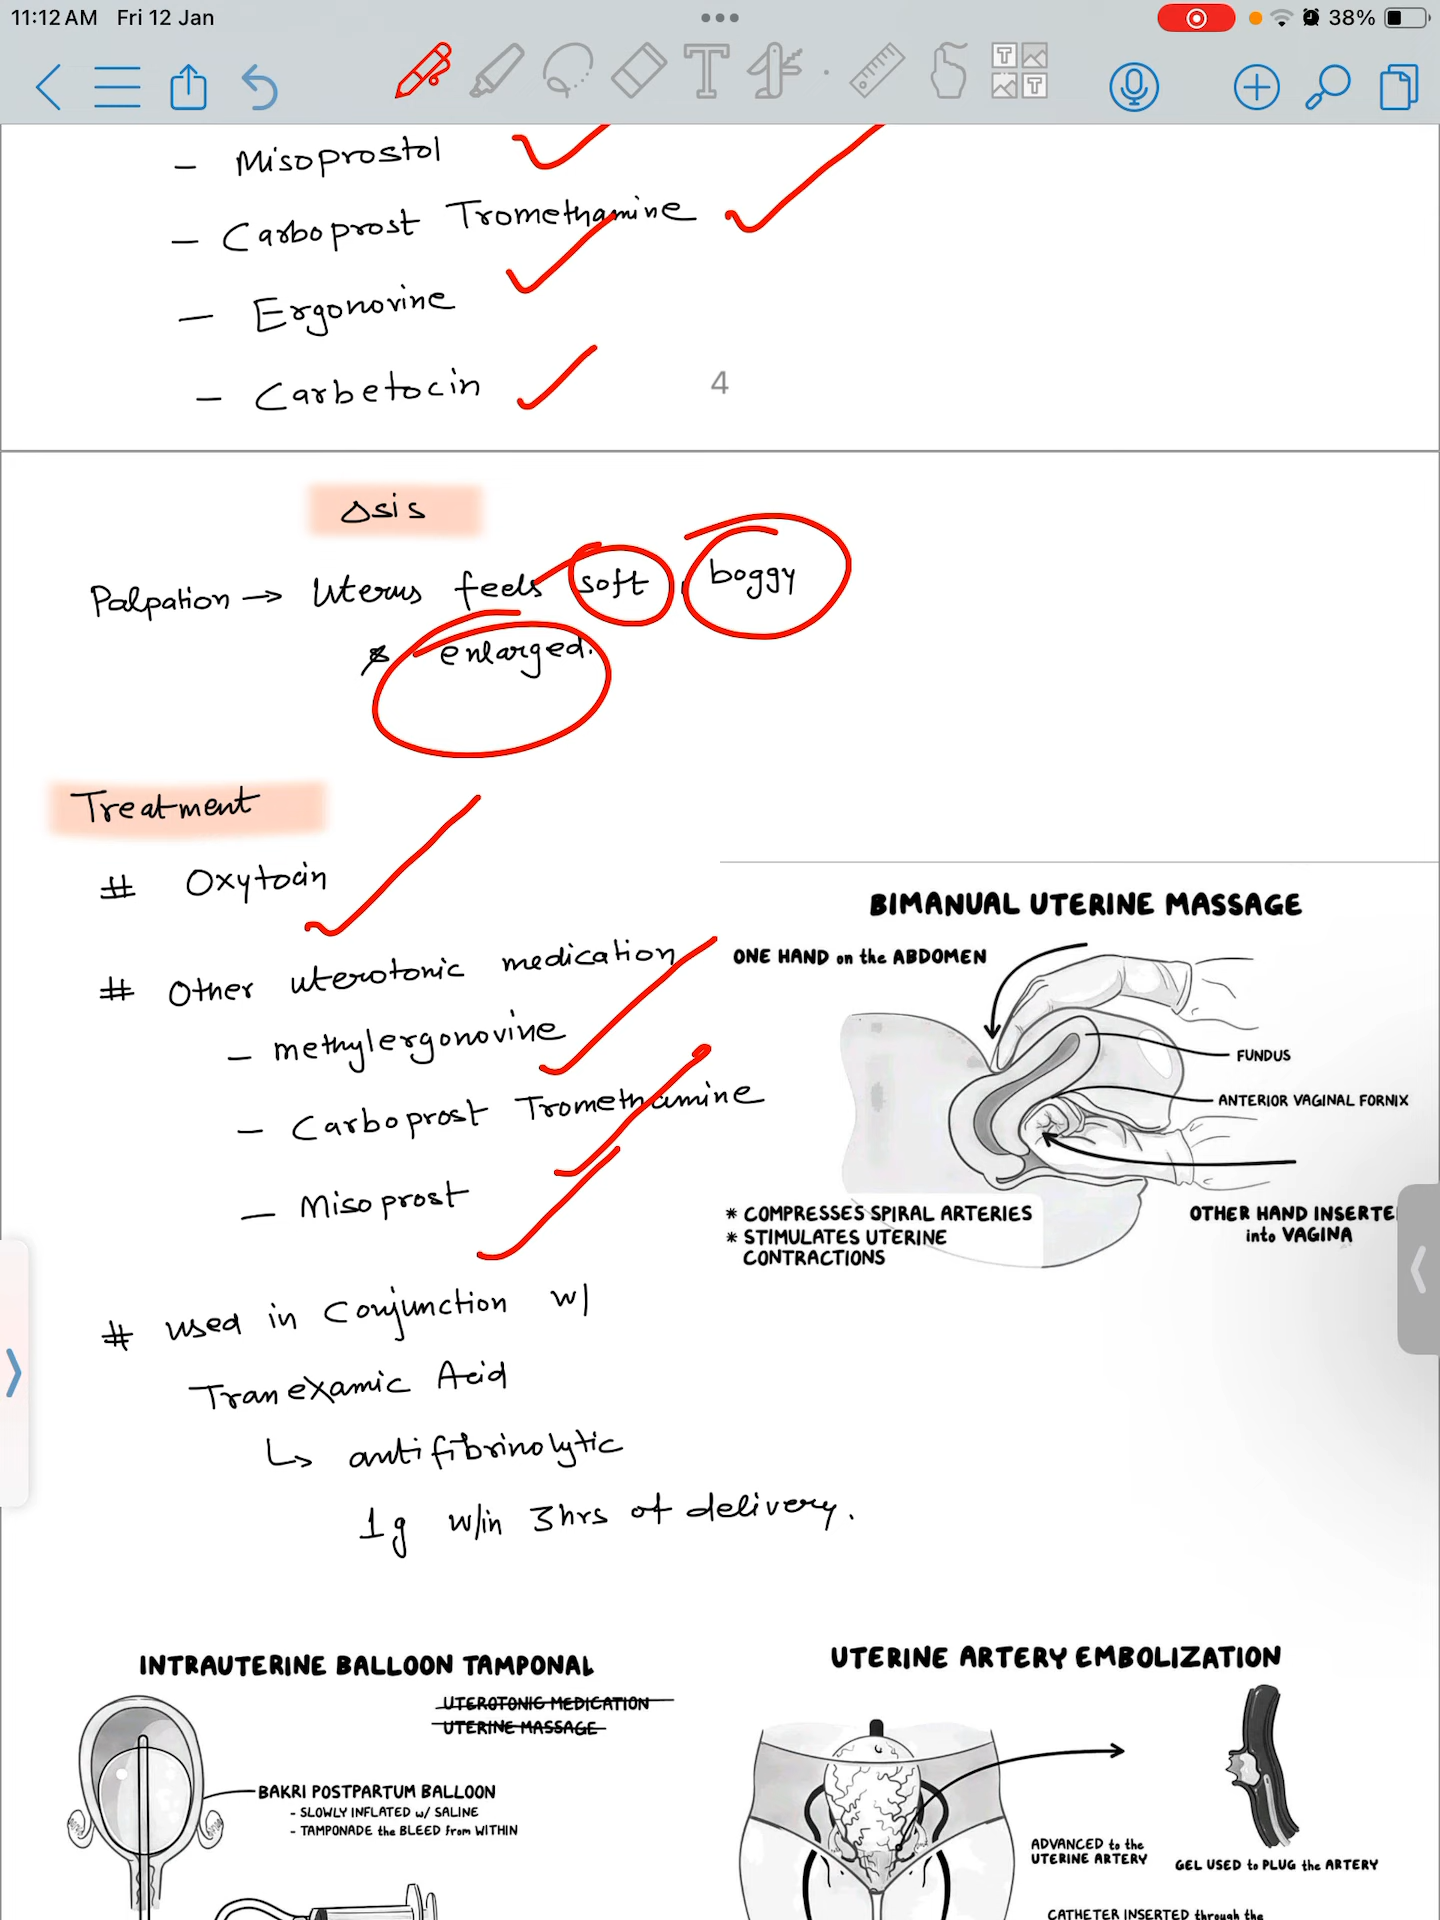 11:12 AM Fri 12 Jan
38%
- Misoprostol
- Carboprost Tromethamine
- Ergonovine
- Carbetocin
4
Δsis
Palpation → Uterus feels soft, boggy
& enlarged.
Treatment
# Oxytocin
# Other uterotonic medication
- methylergonovine
- Carboprost Tromethamine
- Misoprost
# used in Conjunction w/
Tranexamic Acid
↳ antifibrinolytic
1g w/in 3hrs of delivery.
BIMANUAL UTERINE MASSAGE
ONE HAND on the ABDOMEN
FUNDUS
ANTERIOR VAGINAL FORNIX
* COMPRESSES SPIRAL ARTERIES
* STIMULATES UTERINE
CONTRACTIONS
OTHER HAND INSERTE
into VAGINA
INTRAUTERINE BALLOON TAMPONAL
UTEROTONIC MEDICATION
UTERINE MASSAGE
BAKRI POSTPARTUM BALLOON
- SLOWLY INFLATED w/ SALINE
- TAMPONADE the BLEED from WITHIN
UTERINE ARTERY EMBOLIZATION
ADVANCED to the
UTERINE ARTERY
GEL USED to PLUG the ARTERY
CATHETER INSERTED through the